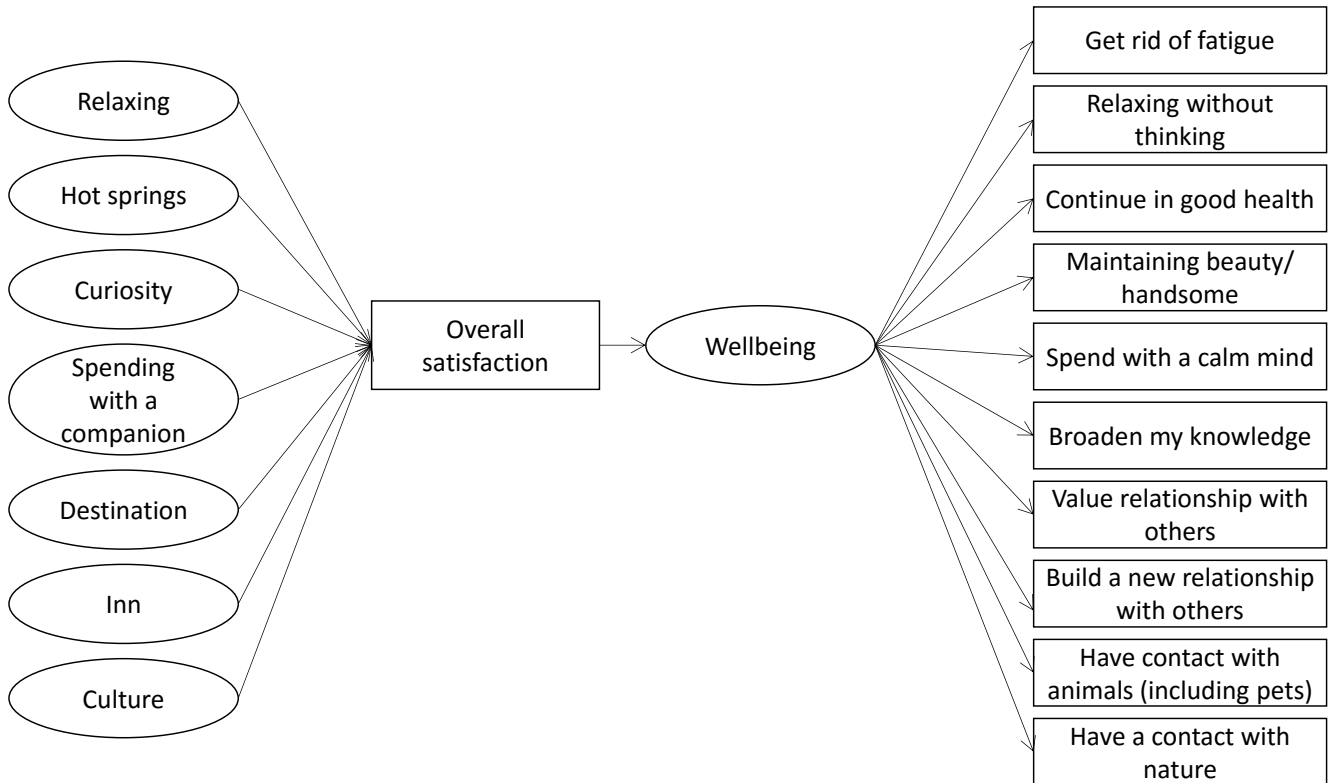 Relaxing
Hot springs
Curiosity
Spending
with a
companion
Destination
Inn
Culture
Overall
satisfaction
Wellbeing
Get rid of fatigue
Relaxing without
thinking
Continue in good health
Maintaining beauty/
handsome
Spend with a calm mind
Broaden my knowledge
Value relationship with
others
Build a new relationship
with others
Have contact with
animals (including pets)
Have a contact with
nature